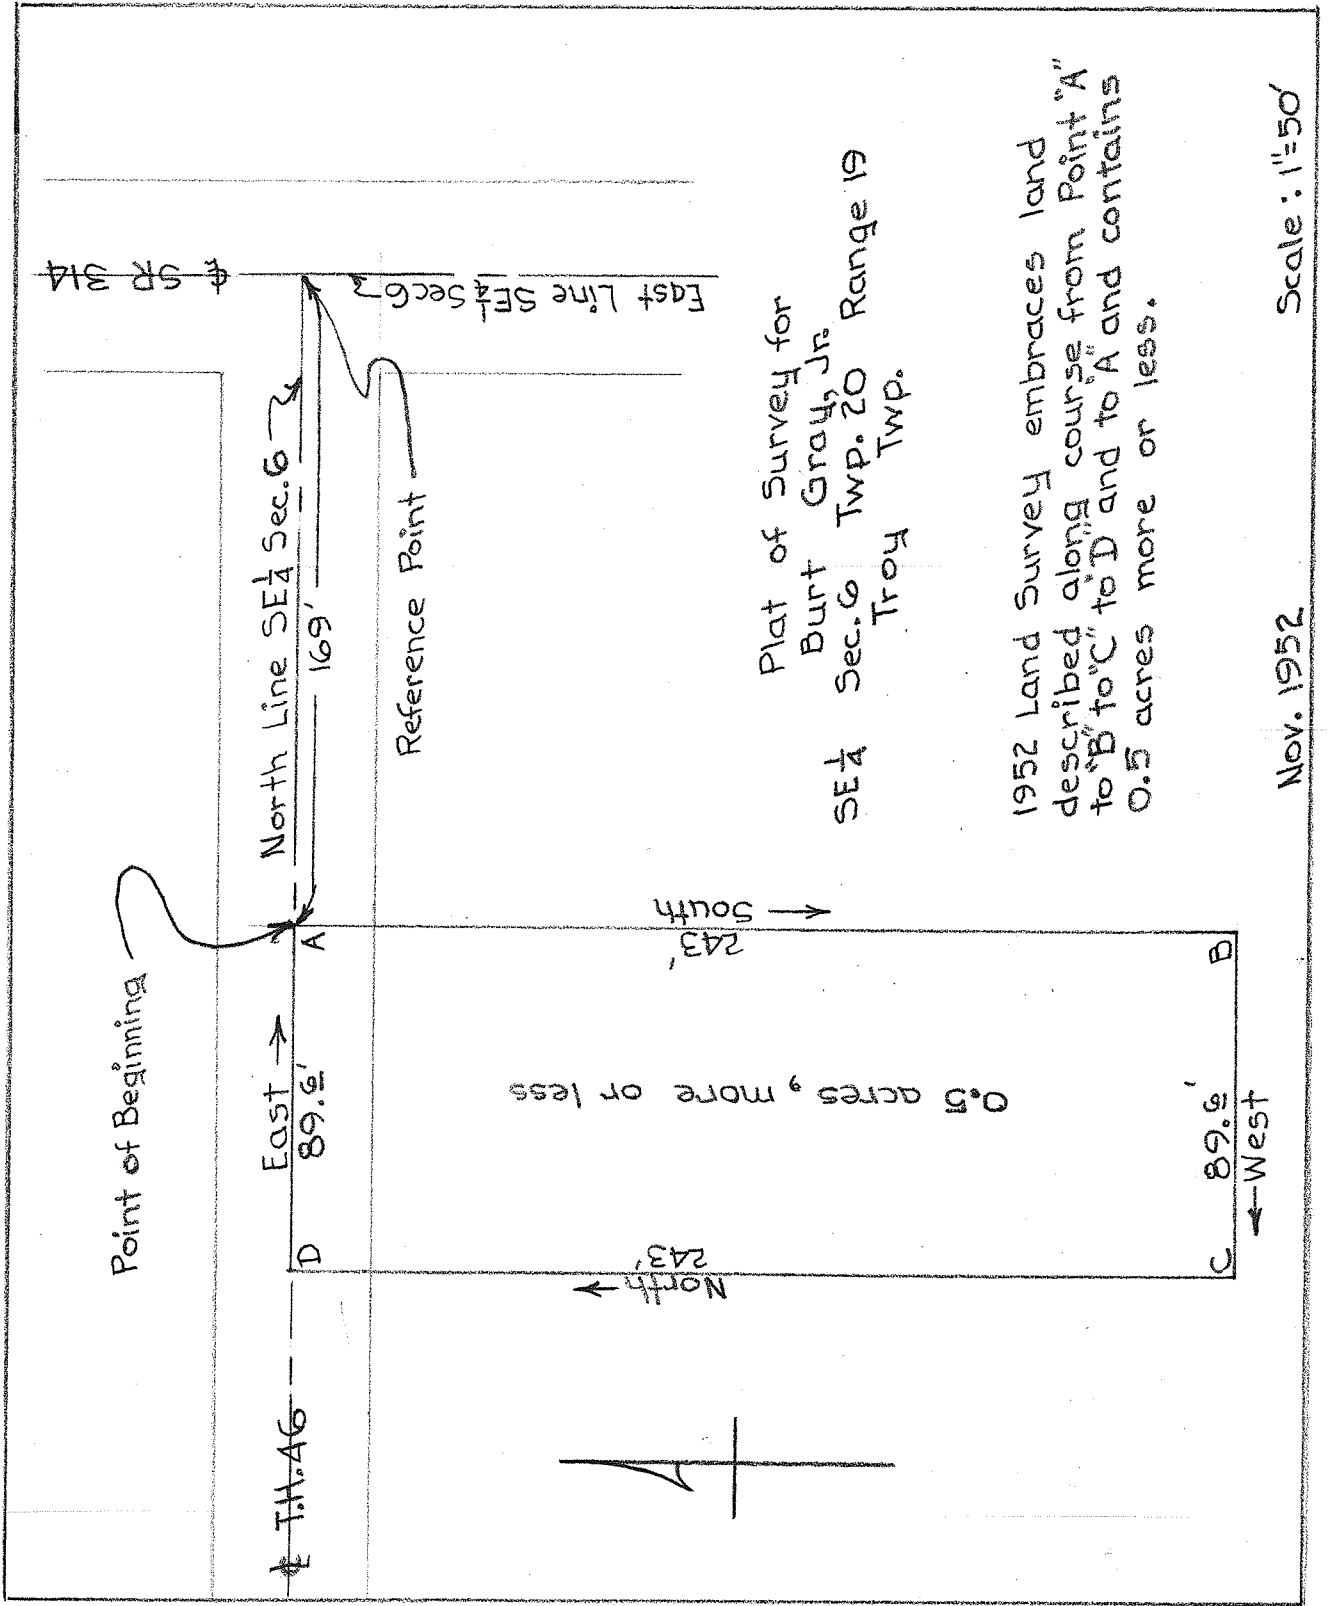 ℄ SR 314
East Line SE¼ Sec 6
North Line SE¼ Sec. 6
169'
Reference Point
Point of Beginning
A
East →
89.6'
D
℄ T.H. 46
South →
243'
B
0.5 acres, more or less
89.6'
← West
C
243'
North →
Plat of Survey for
Burt Gray, Jr.
SE¼ Sec. 6 Twp. 20 Range 19
Troy Twp.
1952 Land Survey embraces land
described along course from Point "A"
to "B" to "C" to "D" and to "A" and contains
0.5 acres more or less.
Nov. 1952
Scale : 1"=50'